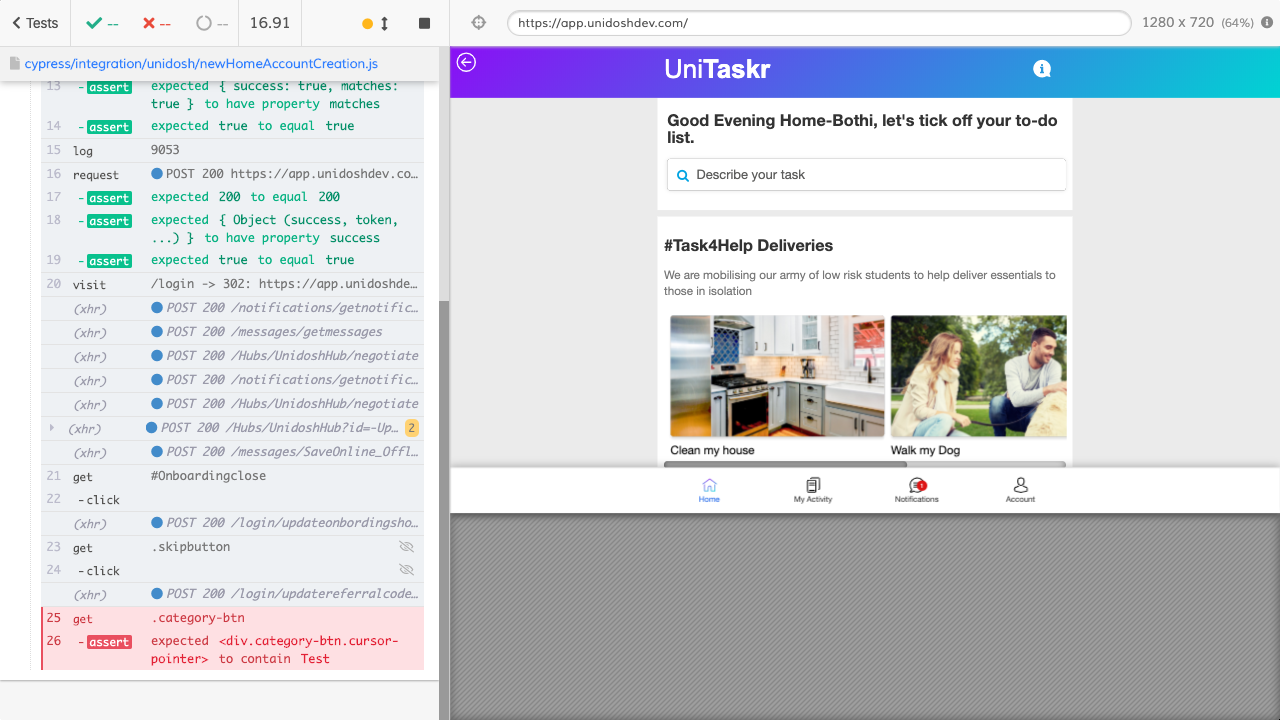 Tests
--
--
--
16.91
https://app.unidoshdev.com/
1280 x 720 (64%)
cypress/integration/unidosh/newHomeAccountCreation.js
13 -assert expected { success: true, matches:
true } to have property matches
14 -assert expected true to equal true
15 log 9053
16 request POST 200 https://app.unidoshdev.co…
17 -assert expected 200 to equal 200
18 -assert expected { Object (success, token,
...) } to have property success
19 -assert expected true to equal true
20 visit /login -> 302: https://app.unidoshde…
(xhr) POST 200 /notifications/getnotific…
(xhr) POST 200 /messages/getmessages
(xhr) POST 200 /Hubs/UnidoshHub/negotiate
(xhr) POST 200 /notifications/getnotific…
(xhr) POST 200 /Hubs/UnidoshHub/negotiate
(xhr) POST 200 /Hubs/UnidoshHub?id=-Up… 2
(xhr) POST 200 /messages/SaveOnline_Offl…
21 get #Onboardingclose
22 -click
(xhr) POST 200 /login/updateonbordingsho…
23 get .skipbutton
24 -click
(xhr) POST 200 /login/updatereferralcode…
25 get .category-btn
26 -assert expected <div.category-btn.cursor-
pointer> to contain Test
UniTaskr
Good Evening Home-Bothi, let's tick off your to-do
list.
Describe your task
#Task4Help Deliveries
We are mobilising our army of low risk students to help deliver essentials to
those in isolation
Clean my house
Walk my Dog
Home
My Activity
1
Notifications
Account